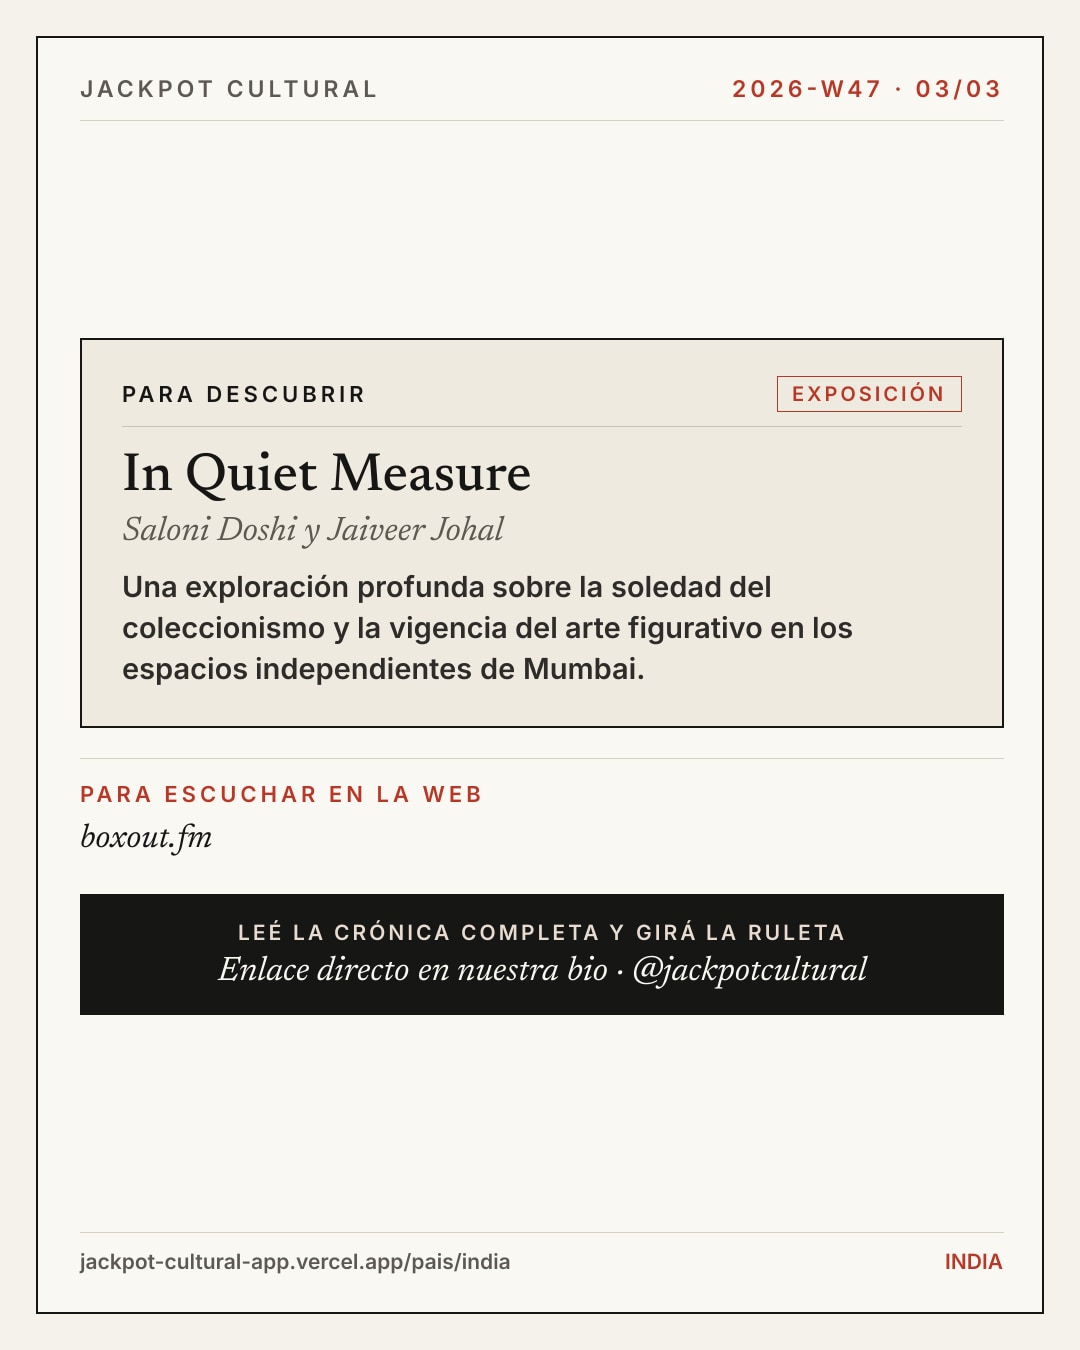 JACKPOT CULTURAL
2026-W47 · 03/03
PARA DESCUBRIR
EXPOSICIÓN
In Quiet Measure
Saloni Doshi y Jaiveer Johal
Una exploración profunda sobre la soledad del
coleccionismo y la vigencia del arte figurativo en los
espacios independientes de Mumbai.
PARA ESCUCHAR EN LA WEB
boxout.fm
LEÉ LA CRÓNICA COMPLETA Y GIRÁ LA RULETA
Enlace directo en nuestra bio · @jackpotcultural
jackpot-cultural-app.vercel.app/pais/india
INDIA